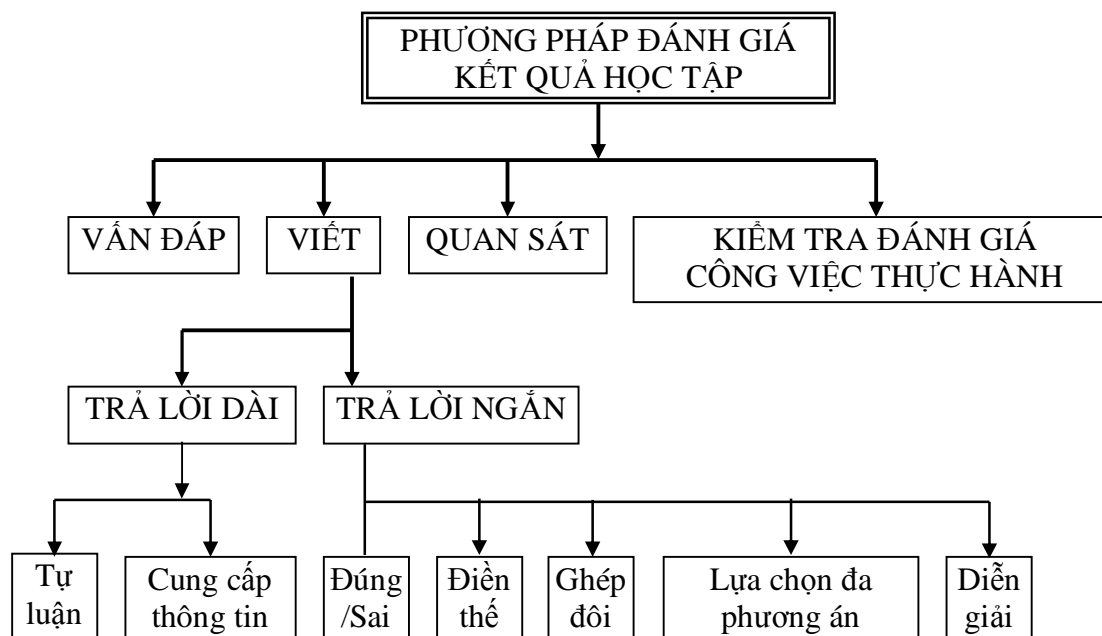 PHƯƠNG PHÁP ĐÁNH GIÁ
KẾT QUẢ HỌC TẬP
VẤN ĐÁP
VIẾT
QUAN SÁT
KIỂM TRA ĐÁNH GIÁ
CÔNG VIỆC THỰC HÀNH
TRẢ LỜI DÀI
TRẢ LỜI NGẮN
Tự
luận
Cung cấp
thông tin
Đúng
/Sai
Điền
thế
Ghép
đôi
Lựa chọn đa
phương án
Diễn
giải